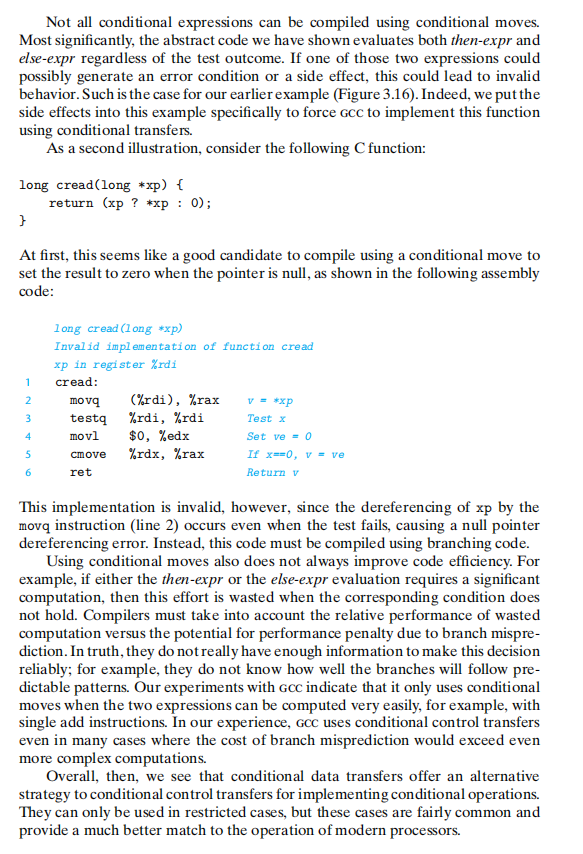 Not all conditional expressions can be compiled using conditional moves.
Most significantly, the abstract code we have shown evaluates both then-expr and
else-expr regardless of the test outcome. If one of those two expressions could
possibly generate an error condition or a side effect, this could lead to invalid
behavior. Such is the case for our earlier example (Figure 3.16). Indeed, we put the
side effects into this example specifically to force GCC to implement this function
using conditional transfers.
As a second illustration, consider the following C function:
long cread(long *xp) {
return (xp ? *xp : 0);
}
At first, this seems like a good candidate to compile using a conditional move to
set the result to zero when the pointer is null, as shown in the following assembly
code:
long cread(long *xp)
Invalid implementation of function cread
xp in register %rdi
1 cread:
2 movq (%rdi), %rax v = *xp
3 testq %rdi, %rdi Test x
4 movl $0, %edx Set ve = 0
5 cmove %rdx, %rax If x==0, v = ve
6 ret Return v
This implementation is invalid, however, since the dereferencing of xp by the
movq instruction (line 2) occurs even when the test fails, causing a null pointer
dereferencing error. Instead, this code must be compiled using branching code.
Using conditional moves also does not always improve code efficiency. For
example, if either the then-expr or the else-expr evaluation requires a significant
computation, then this effort is wasted when the corresponding condition does
not hold. Compilers must take into account the relative performance of wasted
computation versus the potential for performance penalty due to branch mispre-
diction. In truth, they do not really have enough information to make this decision
reliably; for example, they do not know how well the branches will follow pre-
dictable patterns. Our experiments with GCC indicate that it only uses conditional
moves when the two expressions can be computed very easily, for example, with
single add instructions. In our experience, GCC uses conditional control transfers
even in many cases where the cost of branch misprediction would exceed even
more complex computations.
Overall, then, we see that conditional data transfers offer an alternative
strategy to conditional control transfers for implementing conditional operations.
They can only be used in restricted cases, but these cases are fairly common and
provide a much better match to the operation of modern processors.